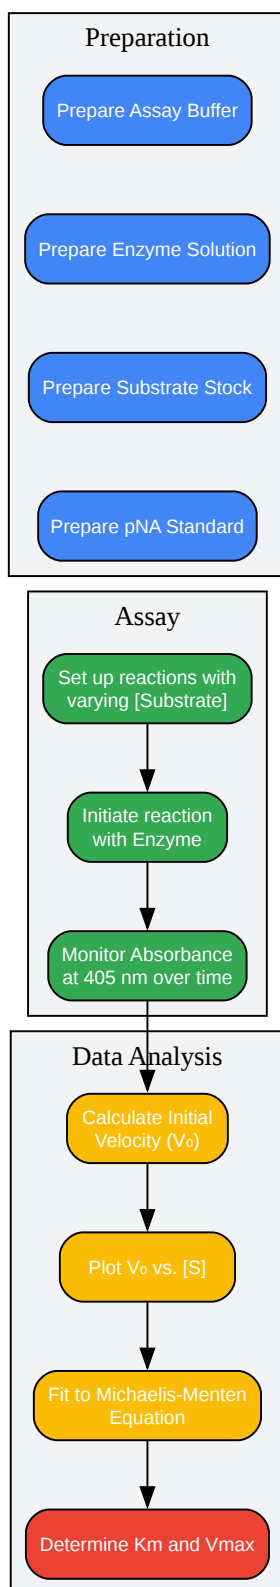 Preparation
Prepare Assay Buffer
Prepare Enzyme Solution
Prepare Substrate Stock
Prepare pNA Standard
Assay
Set up reactions with
varying [Substrate]
Initiate reaction
with Enzyme
Monitor Absorbance
at 405 nm over time
Data Analysis
Calculate Initial
Velocity (V₀)
Plot V₀ vs. [S]
Fit to Michaelis-Menten
Equation
Determine Km and Vmax